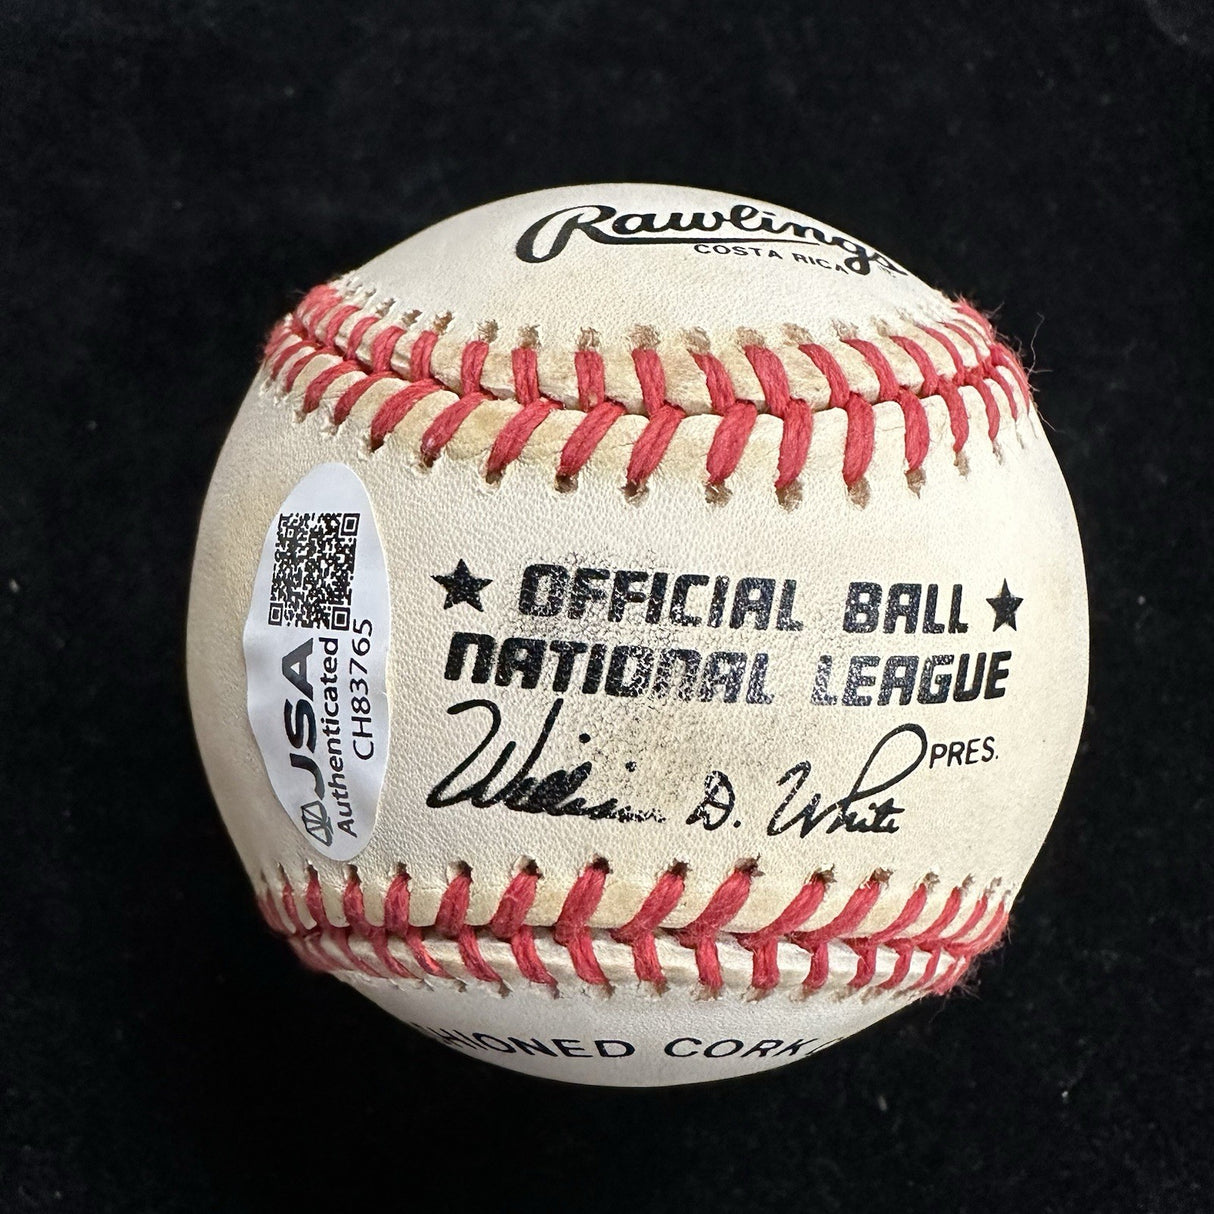 Rawlings
COSTA RICA
★ OFFICIAL BALL ★
NATIONAL LEAGUE
William D. White PRES.
HIONED CORK
JSA
Authenticated
CH83765